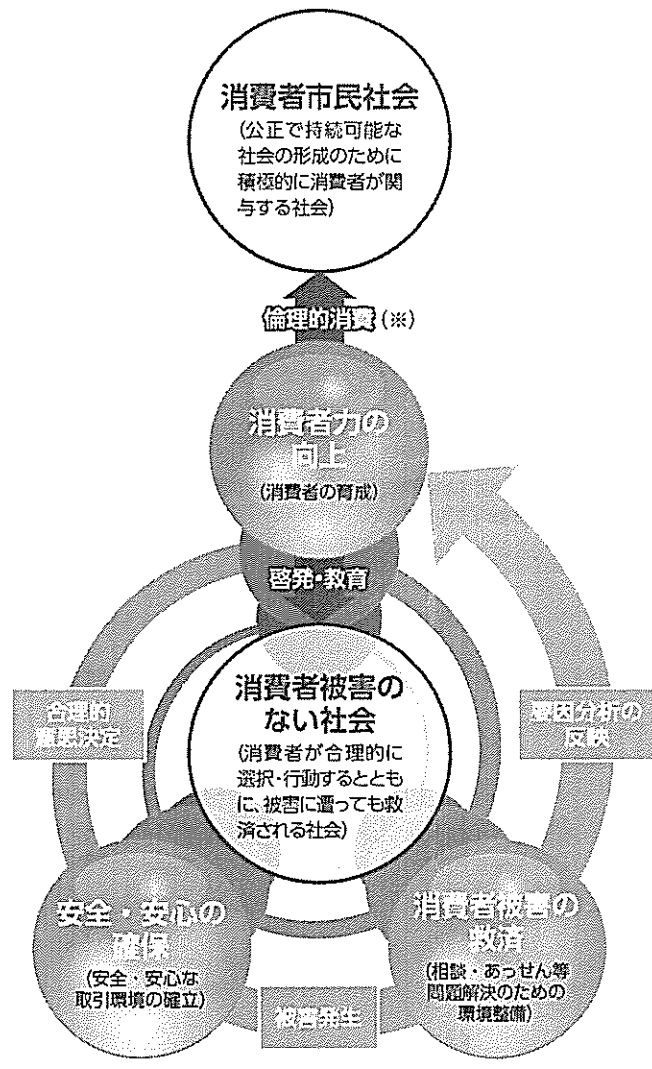 消費者市民社会
(公正で持続可能な
社会の形成のために
積極的に消費者が関
与する社会)
倫理的消費(※)
消費者力の
向上
(消費者の育成)
啓発・教育
消費者被害の
ない社会
(消費者が合理的に
選択・行動するととも
に、被害に遭っても救
済される社会)
合理的
意思決定
要因分析の
反映
安全・安心の
確保
(安全・安心な
取引環境の確立)
消費者被害の
救済
(相談・あっせん等
問題解決のための
環境整備)
被害発生